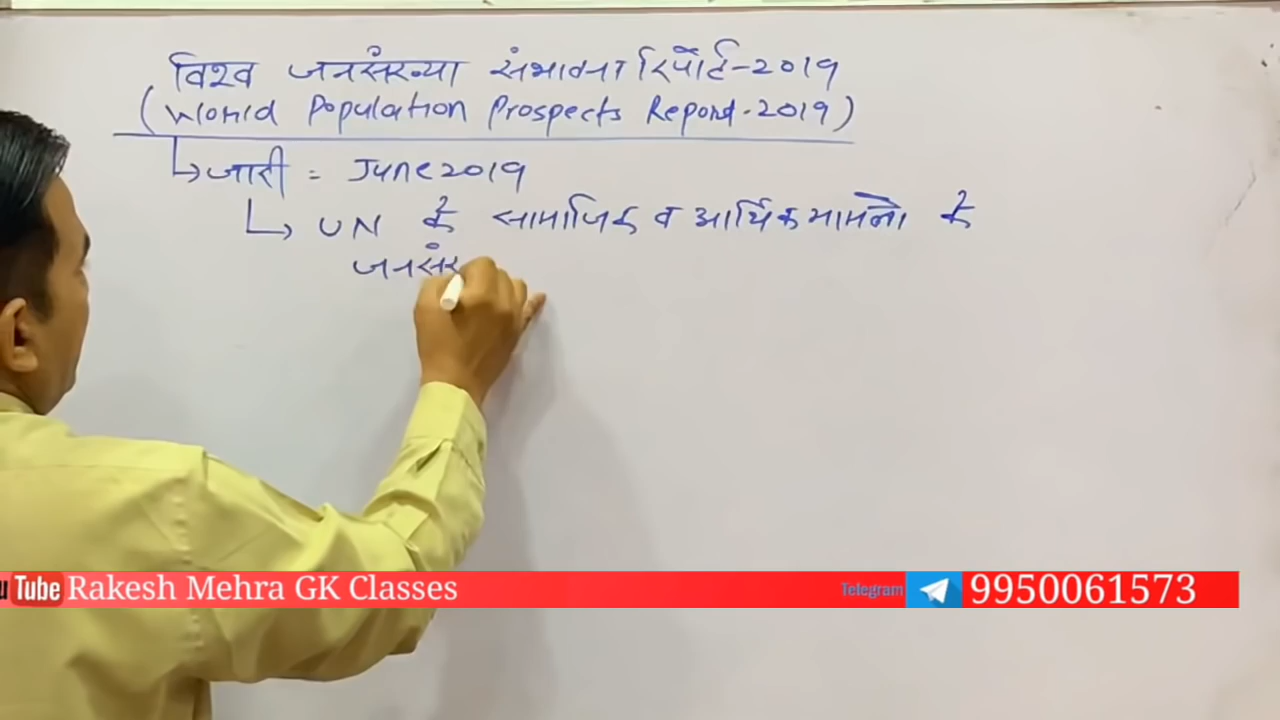 विश्व जनसंख्या संभावना रिपोर्ट-2019
(World Population Prospects Report-2019)
↳ जारी = June 2019
↳ UN के सामाजिक व आर्थिक मामलो के
जनसंख
Tube Rakesh Mehra GK Classes
Telegram 9950061573